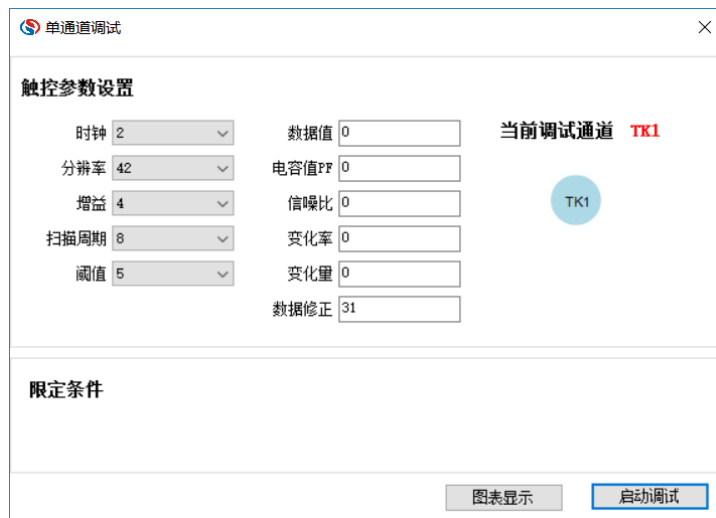 单通道调试
触控参数设置
时钟 2 数据值 0 当前调试通道 TK1
分辨率 42 电容值PF 0
增益 4 信噪比 0 TK1
扫描周期 8 变化率 0
阈值 5 变化量 0
数据修正 31
限定条件
图表显示 启动调试